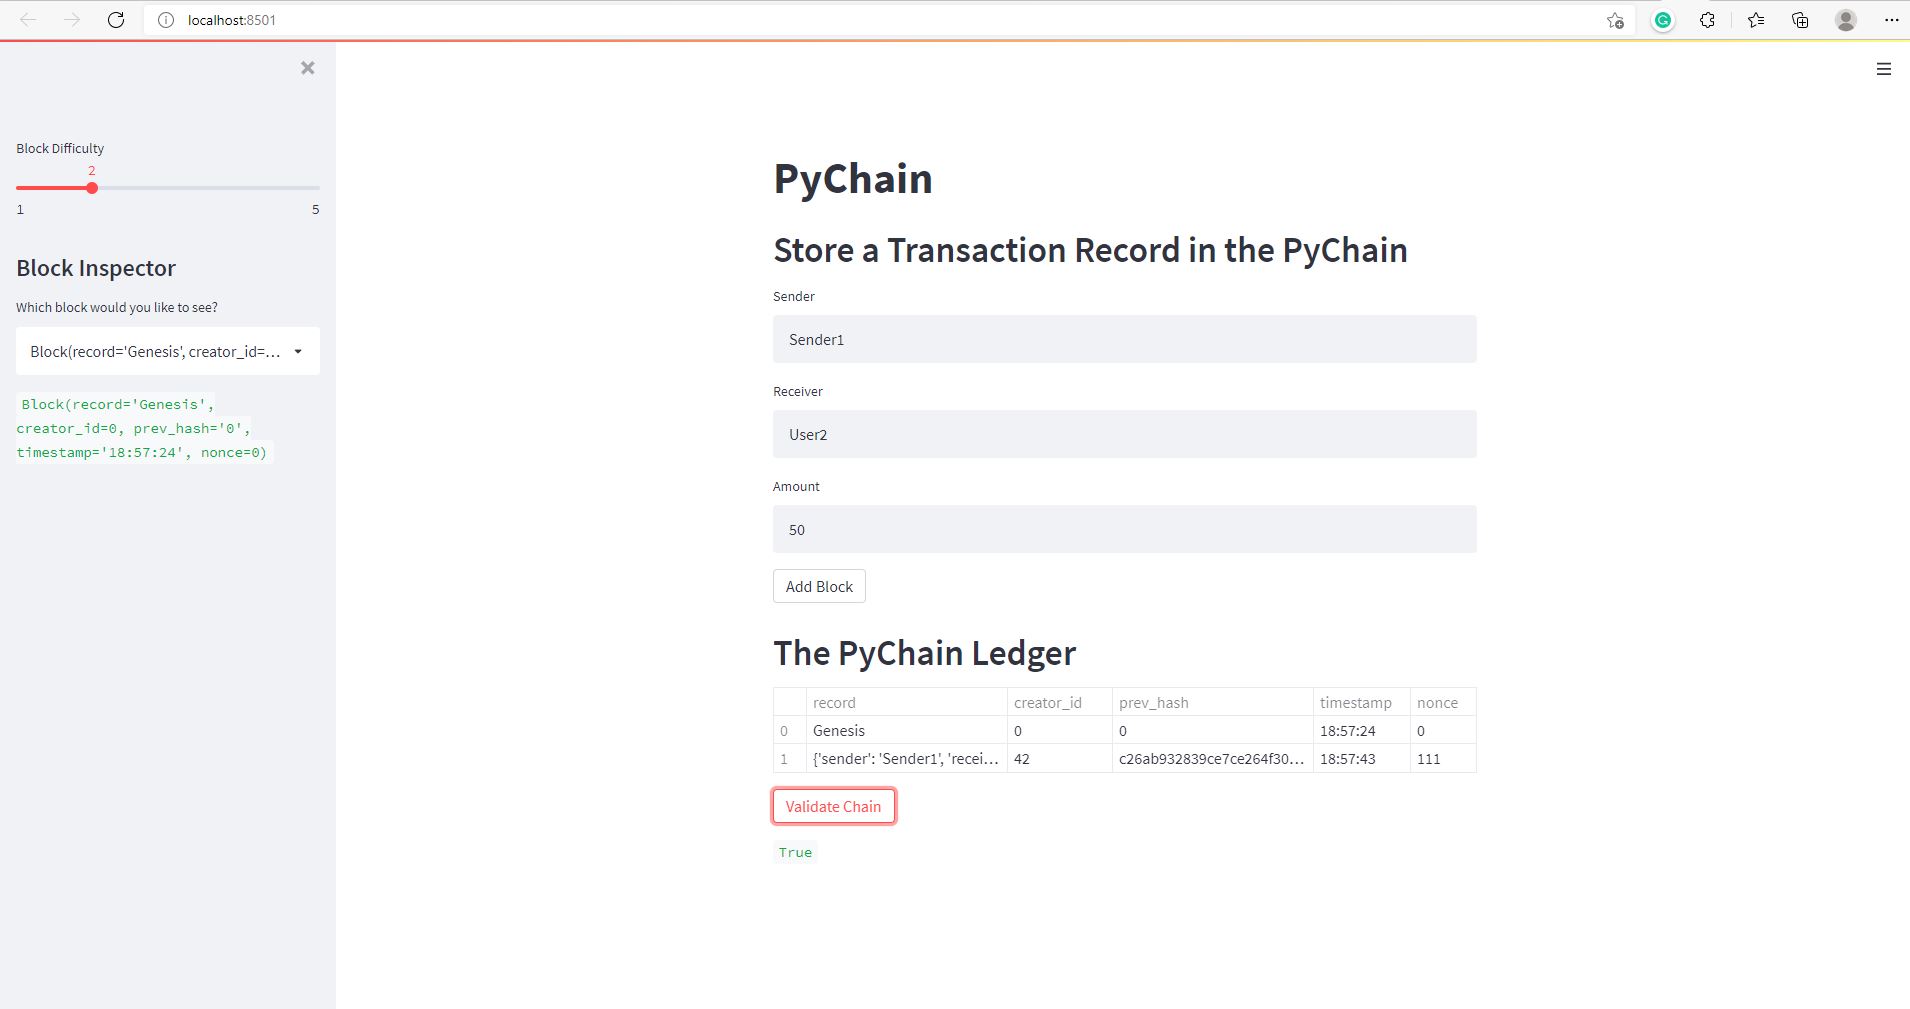 localhost:8501
Block Difficulty
2
1 5
Block Inspector
Which block would you like to see?
Block(record='Genesis', creator_id=...
Block(record='Genesis',
creator_id=0, prev_hash='0',
timestamp='18:57:24', nonce=0)
PyChain
Store a Transaction Record in the PyChain
Sender
Sender1
Receiver
User2
Amount
50
Add Block
The PyChain Ledger
record creator_id prev_hash timestamp nonce
0 Genesis 0 0 18:57:24 0
1 {'sender': 'Sender1', 'recei... 42 c26ab932839ce7ce264f30... 18:57:43 111
Validate Chain
True